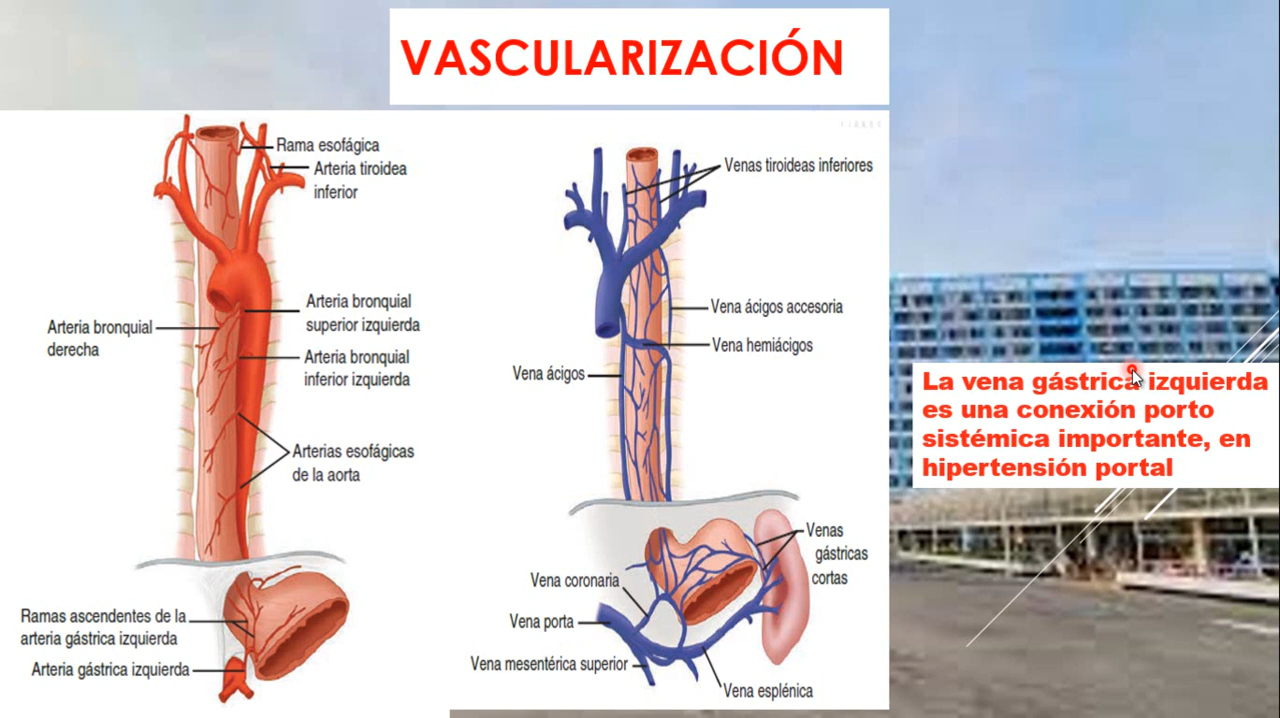 VASCULARIZACIÓN
Rama esofágica
Arteria tiroidea
inferior
Arteria bronquial
superior izquierda
Arteria bronquial
derecha
Arteria bronquial
inferior izquierda
Arterias esofágicas
de la aorta
Ramas ascendentes de la
arteria gástrica izquierda
Arteria gástrica izquierda
Venas tiroideas inferiores
Vena ácigos accesoria
Vena hemiácigos
Vena ácigos
Venas
gástricas
cortas
Vena coronaria
Vena porta
Vena mesentérica superior
Vena esplénica
La vena gástrica izquierda
es una conexión porto
sistémica importante, en
hipertensión portal